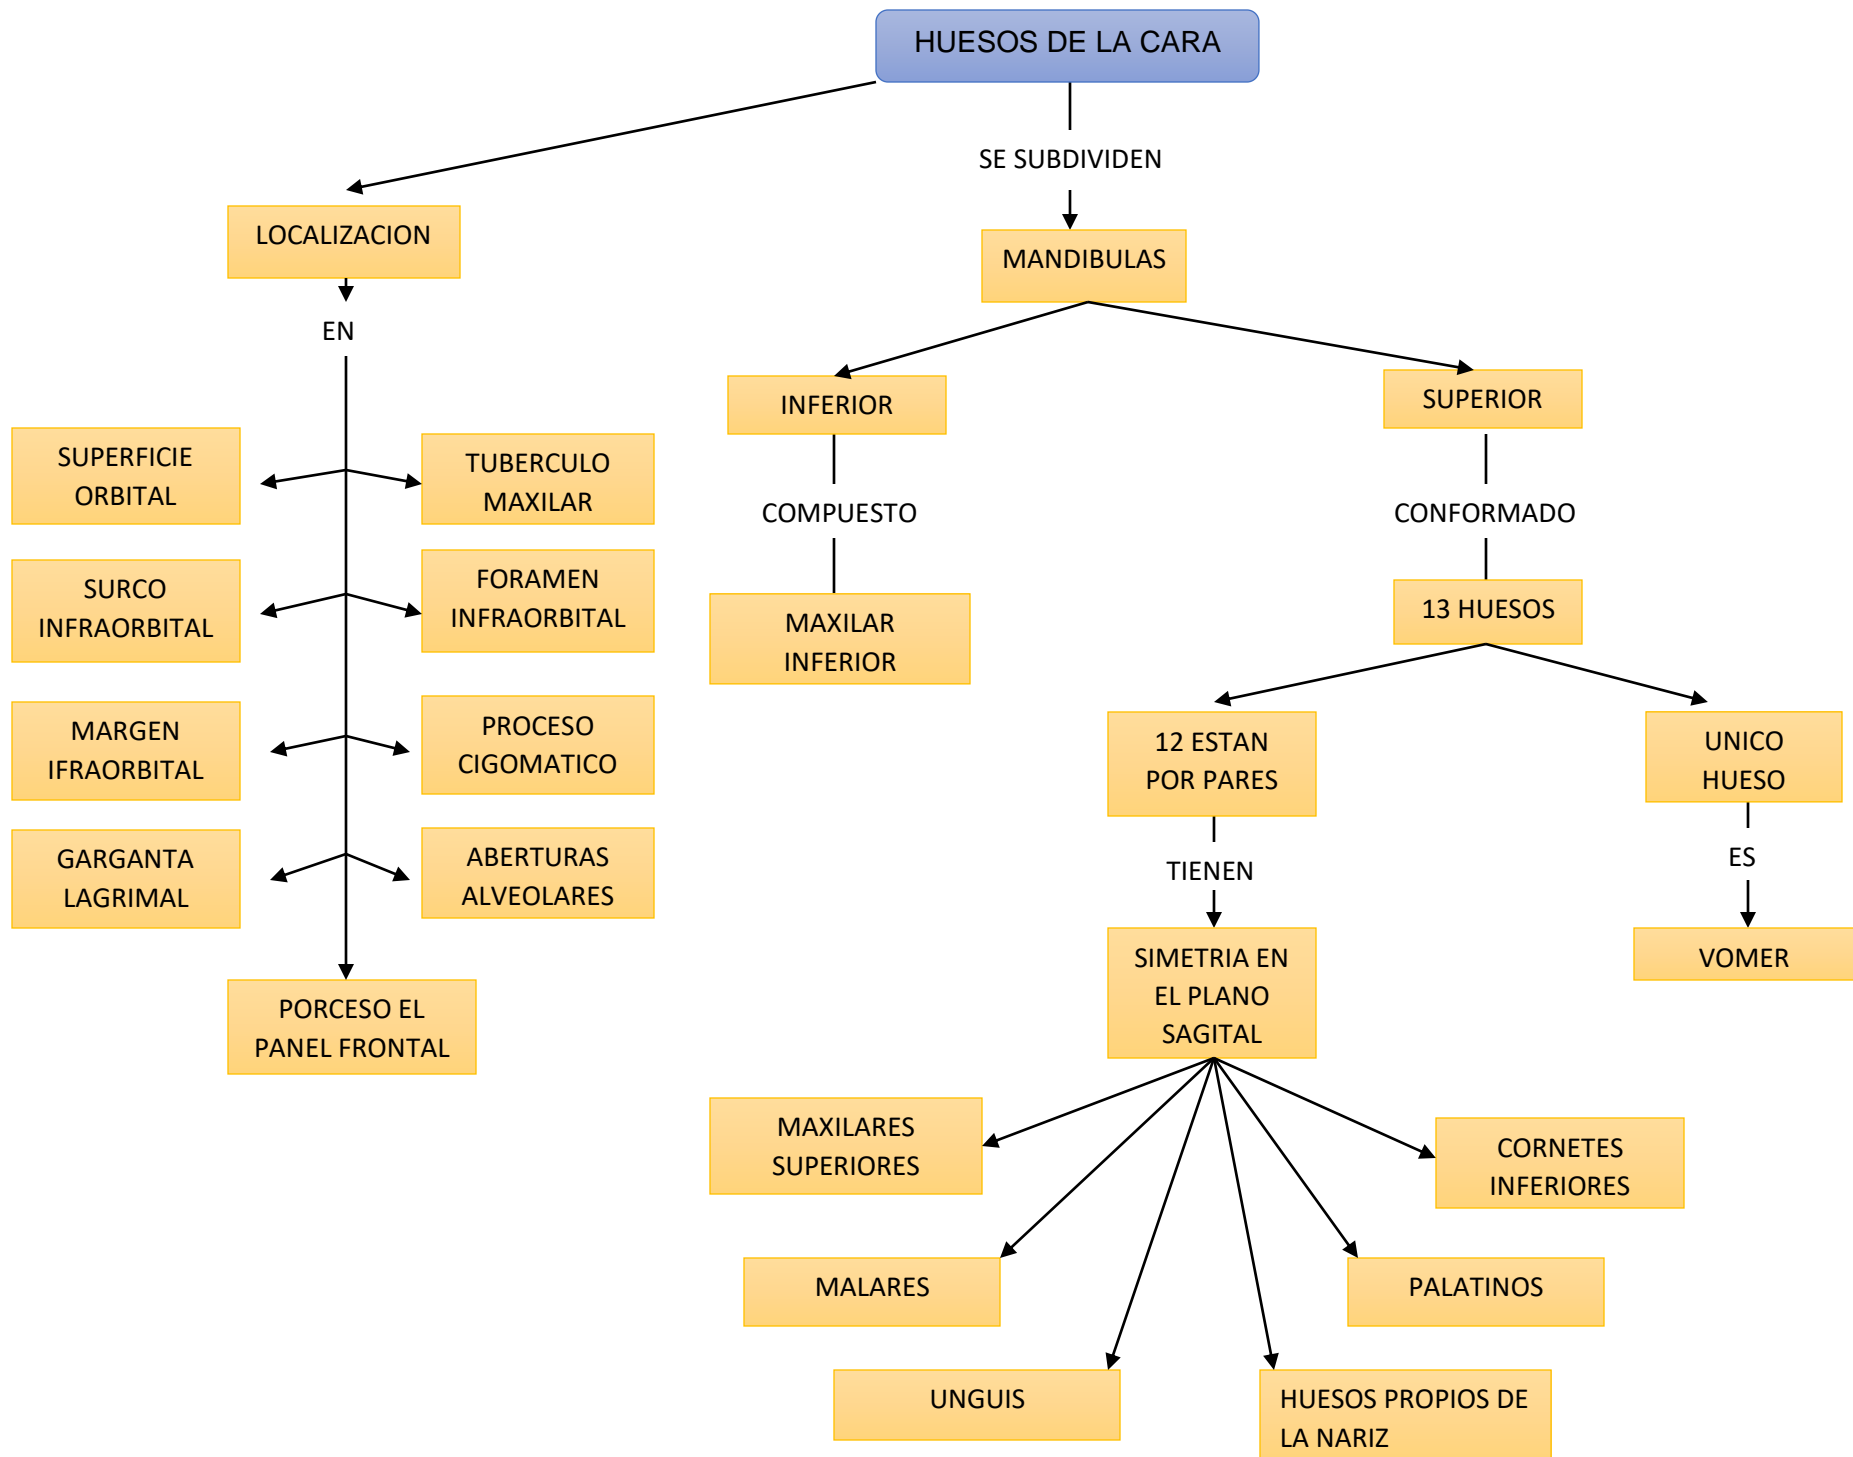 HUESOS DE LA CARA
SE SUBDIVIDEN
LOCALIZACION
MANDIBULAS
EN
INFERIOR
SUPERIOR
SUPERFICIE
ORBITAL
TUBERCULO
MAXILAR
COMPUESTO
CONFORMADO
SURCO
INFRAORBITAL
FORAMEN
INFRAORBITAL
MAXILAR
INFERIOR
13 HUESOS
MARGEN
IFRAORBITAL
PROCESO
CIGOMATICO
12 ESTAN
POR PARES
UNICO
HUESO
GARGANTA
LAGRIMAL
ABERTURAS
ALVEOLARES
TIENEN
ES
PORCESO EL
PANEL FRONTAL
SIMETRIA EN
EL PLANO
SAGITAL
VOMER
MAXILARES
SUPERIORES
CORNETES
INFERIORES
MALARES
PALATINOS
UNGUIS
HUESOS PROPIOS DE
LA NARIZ